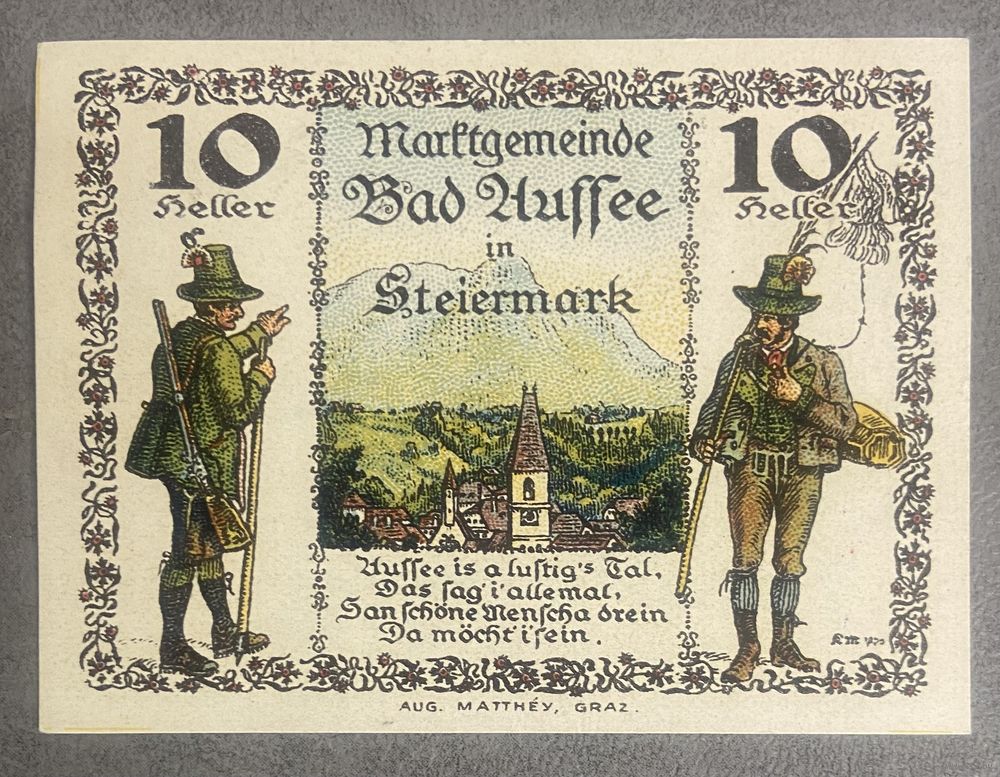 10
Heller
Marktgemeinde
Bad Aussee
in
Steiermark
10
Heller
Aussee is a lustig's Tal,
Das sag' i allemal,
San schöne Menscha drein
Da möcht i sein.
AUG. MATTHÉY, GRAZ.